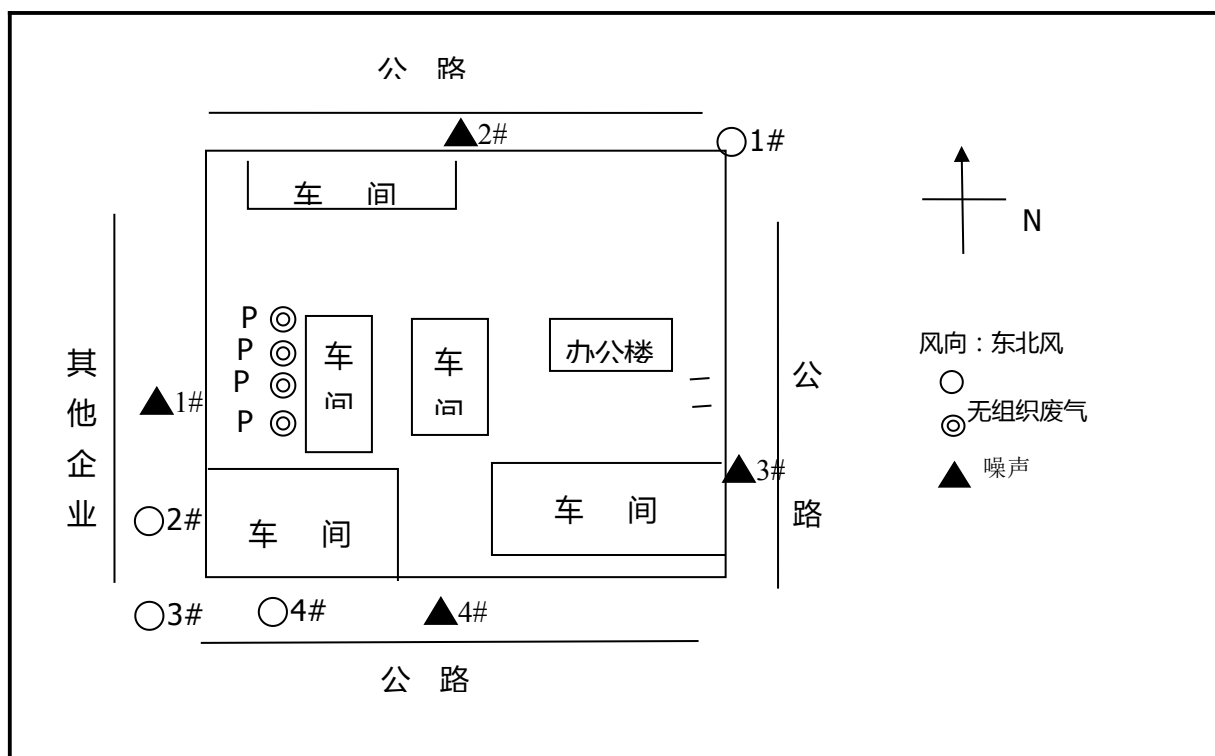 公 路
▲2#
○1#
车 间
N
P ◎
P ◎
P ◎
P ◎
车
间
车
间
办公楼
风向：东北风
○
◎无组织废气
▲ 噪声
其
他
企
业
▲1#
公
路
▲3#
○2#
车 间
车 间
○3#
○4#
▲4#
公 路